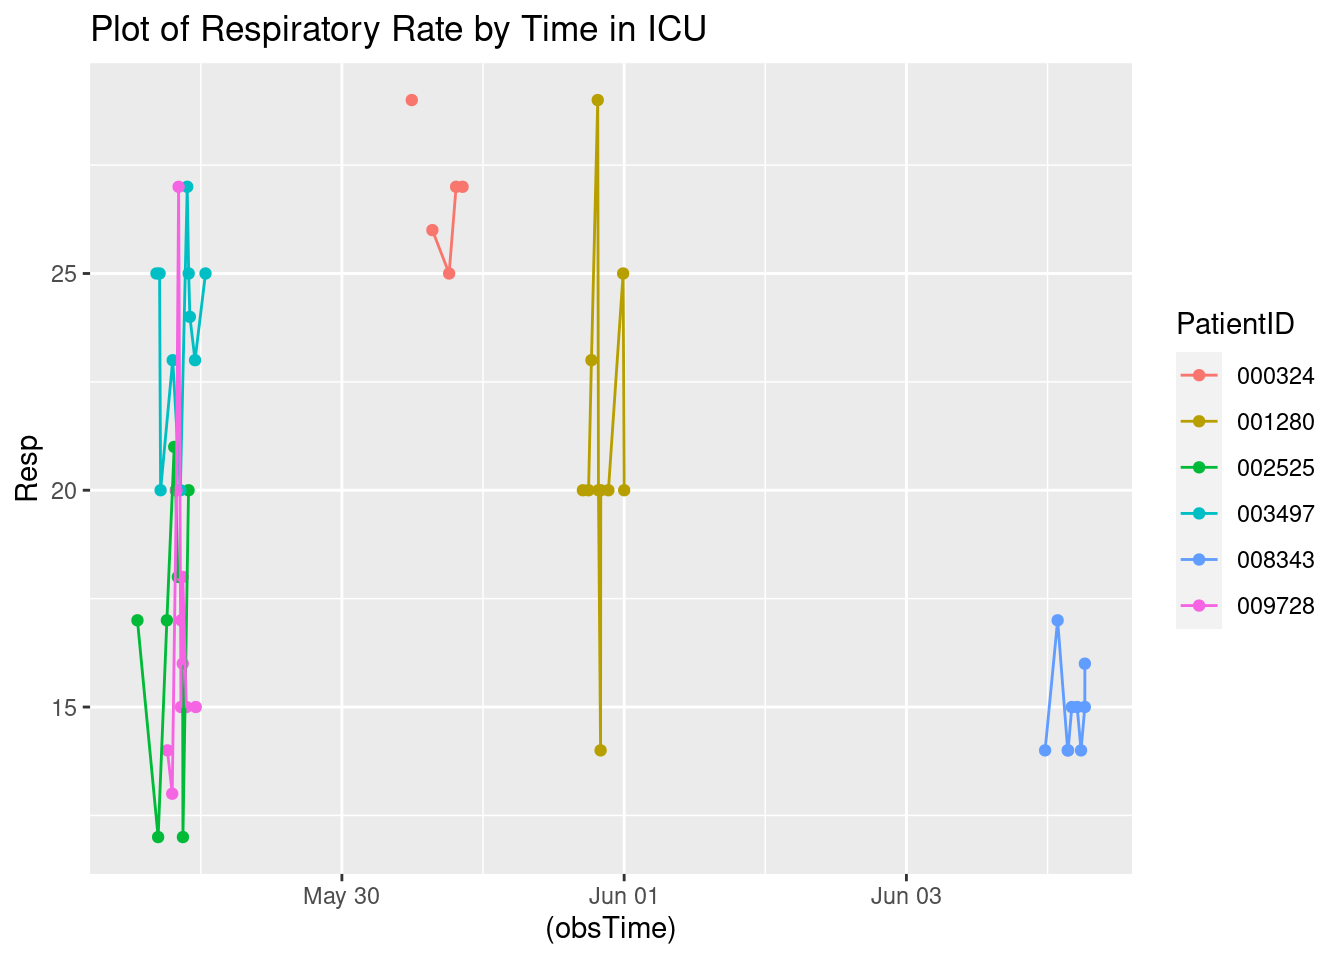 Plot of Respiratory Rate by Time in ICU
25
20
15
Resp
May 30
Jun 01
Jun 03
(obsTime)
PatientID
000324
001280
002525
003497
008343
009728